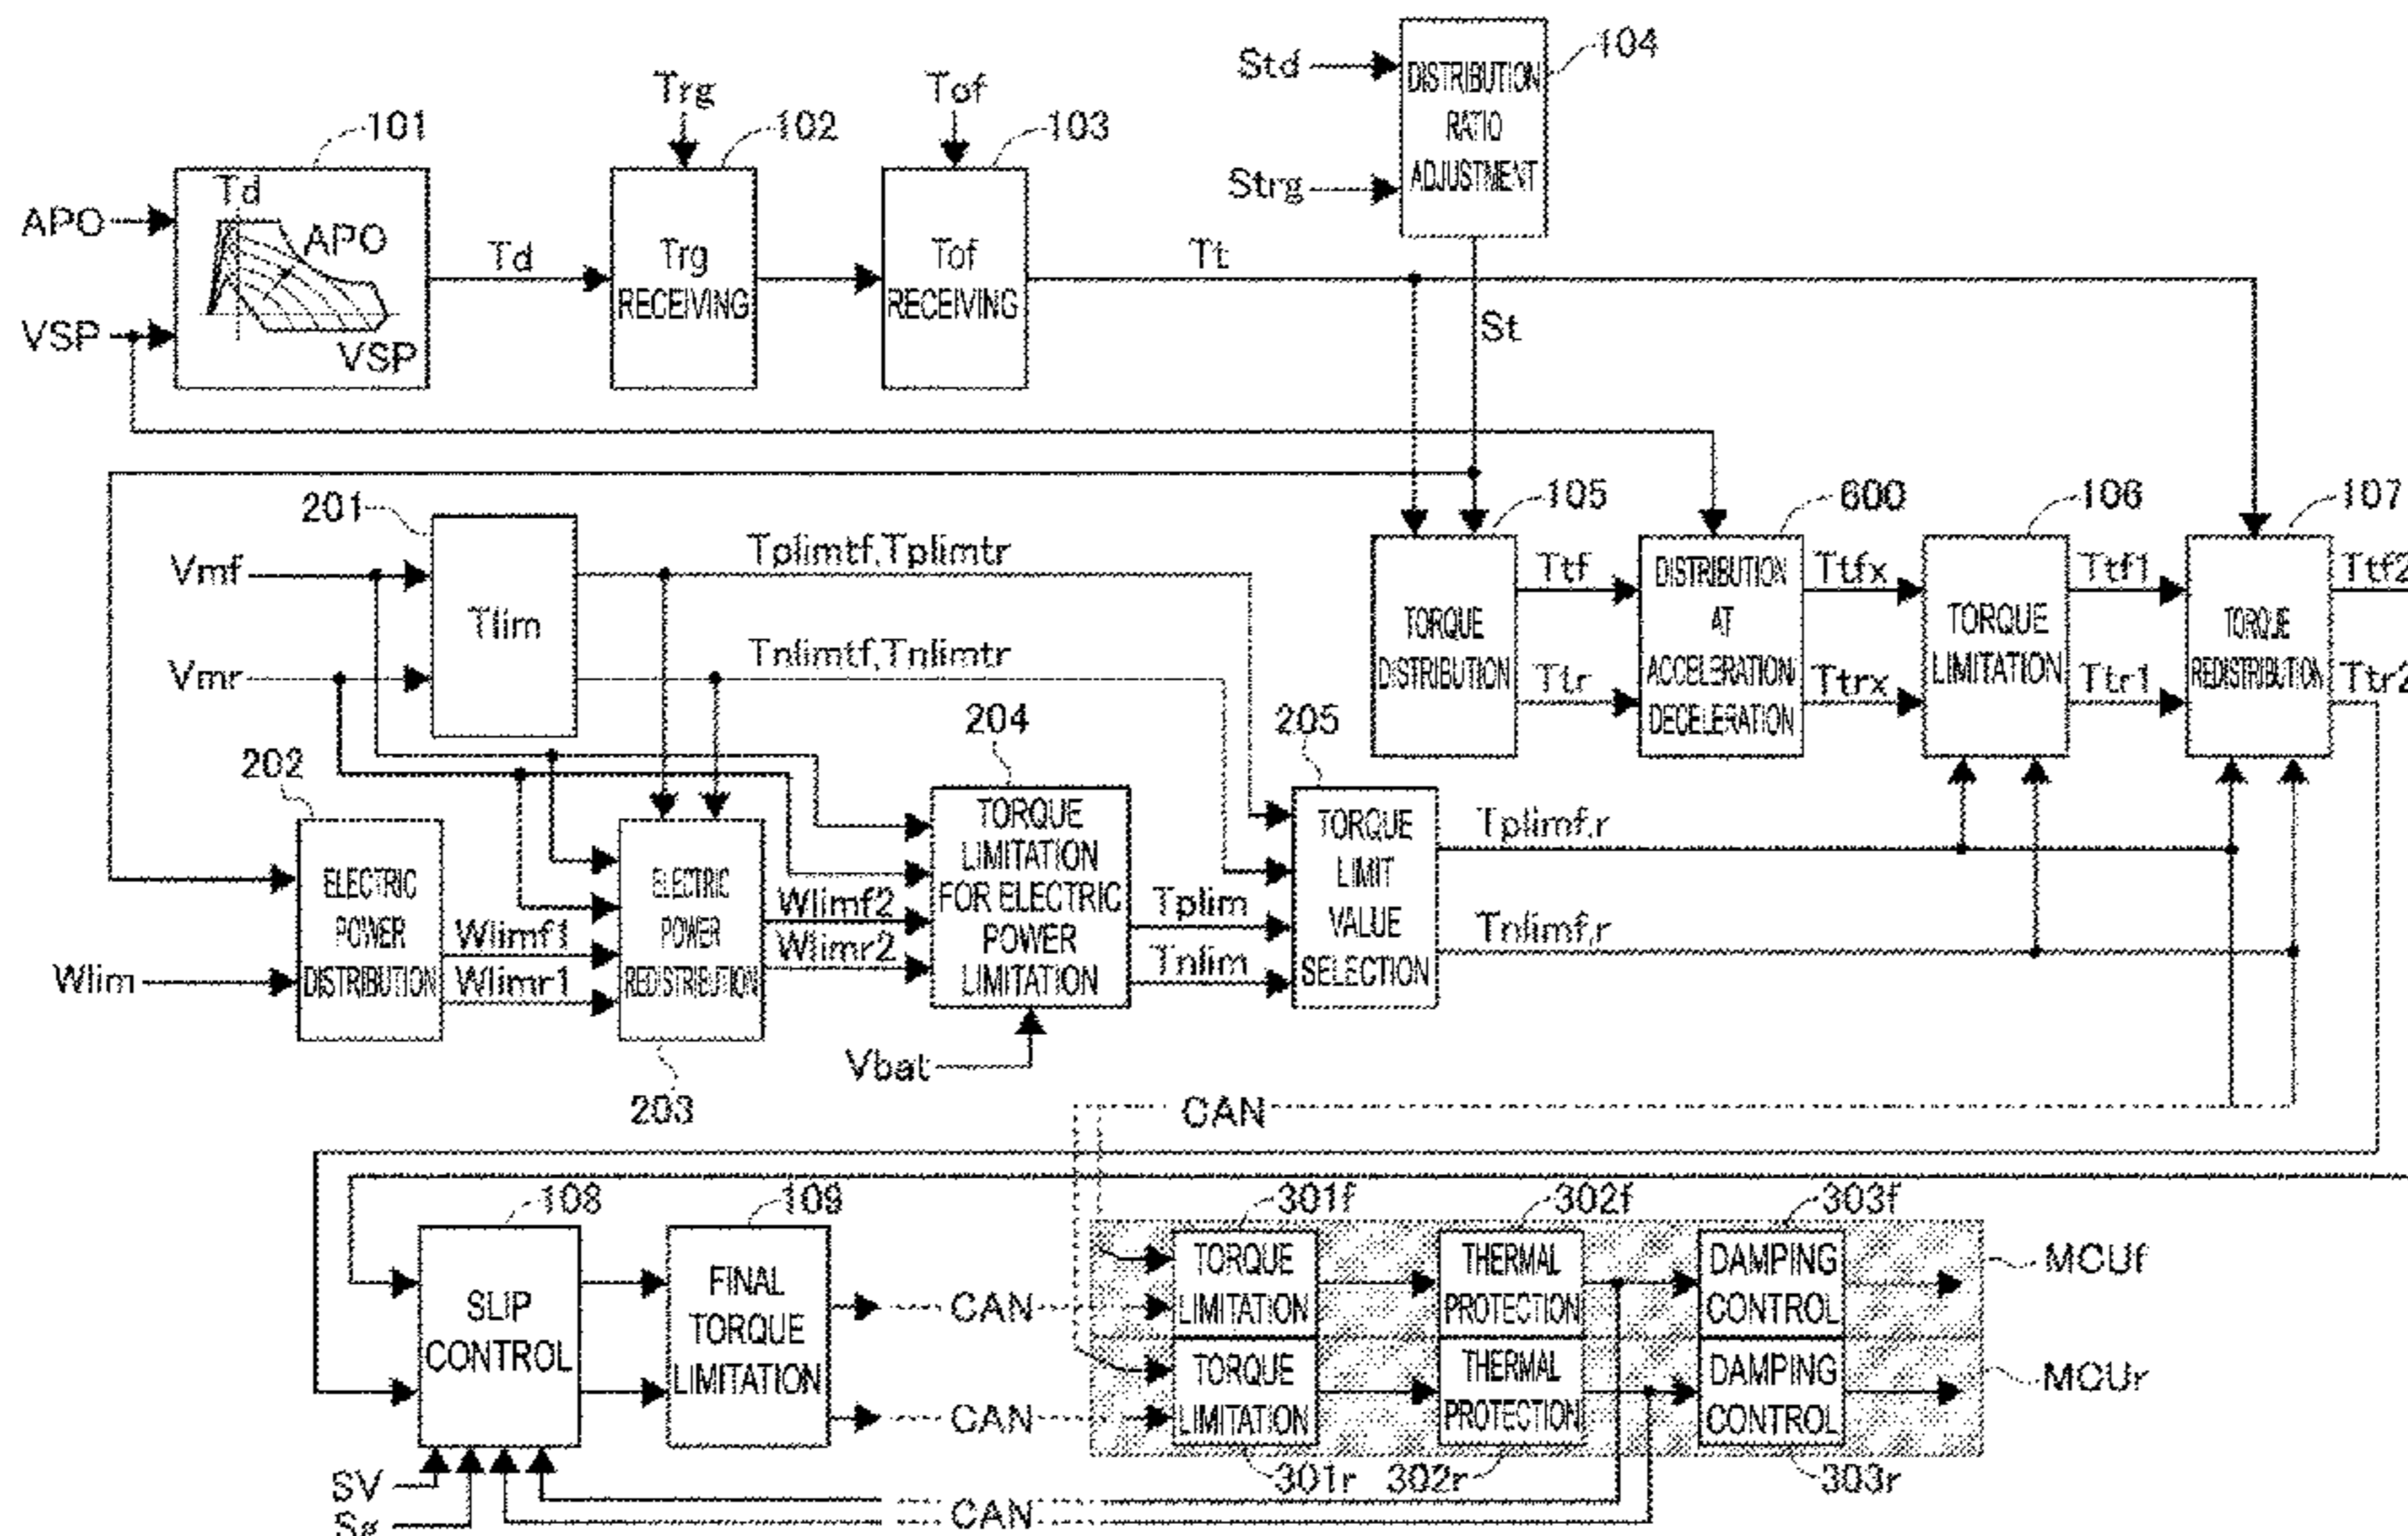 Std
104
DISTRIBUTION
RATIO
ADJUSTMENT
Strg
Trg
Tof
101
102
103
APO
VSP
Td
APO
VSP
Td
Trg
RECEIVING
Tof
RECEIVING
Tt
St
201
Vmf
Vmr
Tlim
Tplimtf,Tplimtr
Tnlimtf,Tnlimtr
105
600
106
107
TORQUE
DISTRIBUTION
Ttf
Ttr
DISTRIBUTION
AT
ACCELERATION/
DECELERATION
Ttfx
Ttrx
TORQUE
LIMITATION
Ttf1
Ttr1
TORQUE
REDISTRIBUTION
Ttf2
Ttr2
202
204
205
ELECTRIC
POWER
DISTRIBUTION
Wlim
Wlimf1
Wlimr1
ELECTRIC
POWER
REDISTRIBUTION
203
Wlimf2
Wlimr2
TORQUE
LIMITATION
FOR ELECTRIC
POWER
LIMITATION
Vbat
Tplim
Tnlim
TORQUE
LIMIT
VALUE
SELECTION
Tplimf,r
Tnlimf,r
CAN
108
109
301f
302f
303f
SLIP
CONTROL
FINAL
TORQUE
LIMITATION
CAN
CAN
TORQUE
LIMITATION
THERMAL
PROTECTION
DAMPING
CONTROL
MCUf
TORQUE
LIMITATION
THERMAL
PROTECTION
DAMPING
CONTROL
MCUr
301r
302r
303r
SV
Sg
CAN